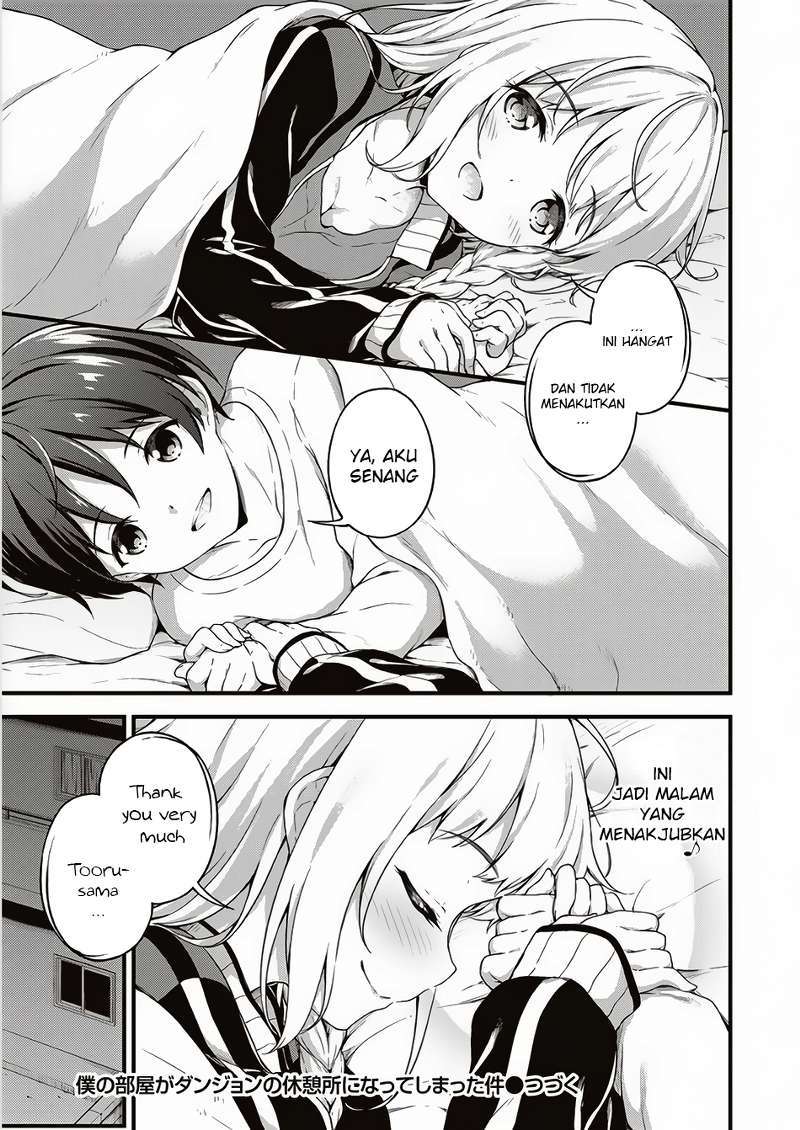 ...
INI HANGAT
DAN TIDAK
MENAKUTKAN
...
YA, AKU
SENANG
INI
JADI MALAM
YANG
MENAKJUBKAN
♪
Thank
you very
much
Tooru-
sama
...
僕の部屋がダンジョンの休憩所になってしまった件●つづく